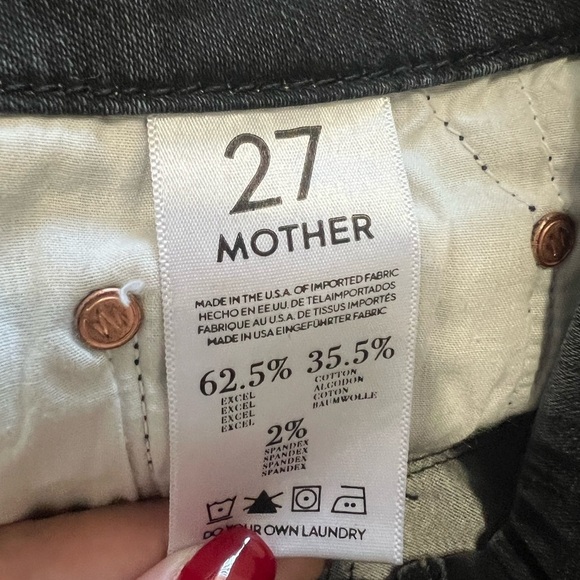 27
MOTHER
MADE IN THE U.S.A. OF IMPORTED FABRIC
HECHO EN EE.UU. DE TELAIMPORTADOS
FABRIQUE AU U.S.A. DE TISSUS IMPORTÉS
MADE IN USA EINGEFÜHRTER FABRIC
62.5% 35.5%
EXCEL COTTON
EXCEL ALGODON
EXCEL COTON
EXCEL BAUMWOLLE
2%
SPANDEX
SPANDEX
SPANDEX
SPANDEX
DO YOUR OWN LAUNDRY
M